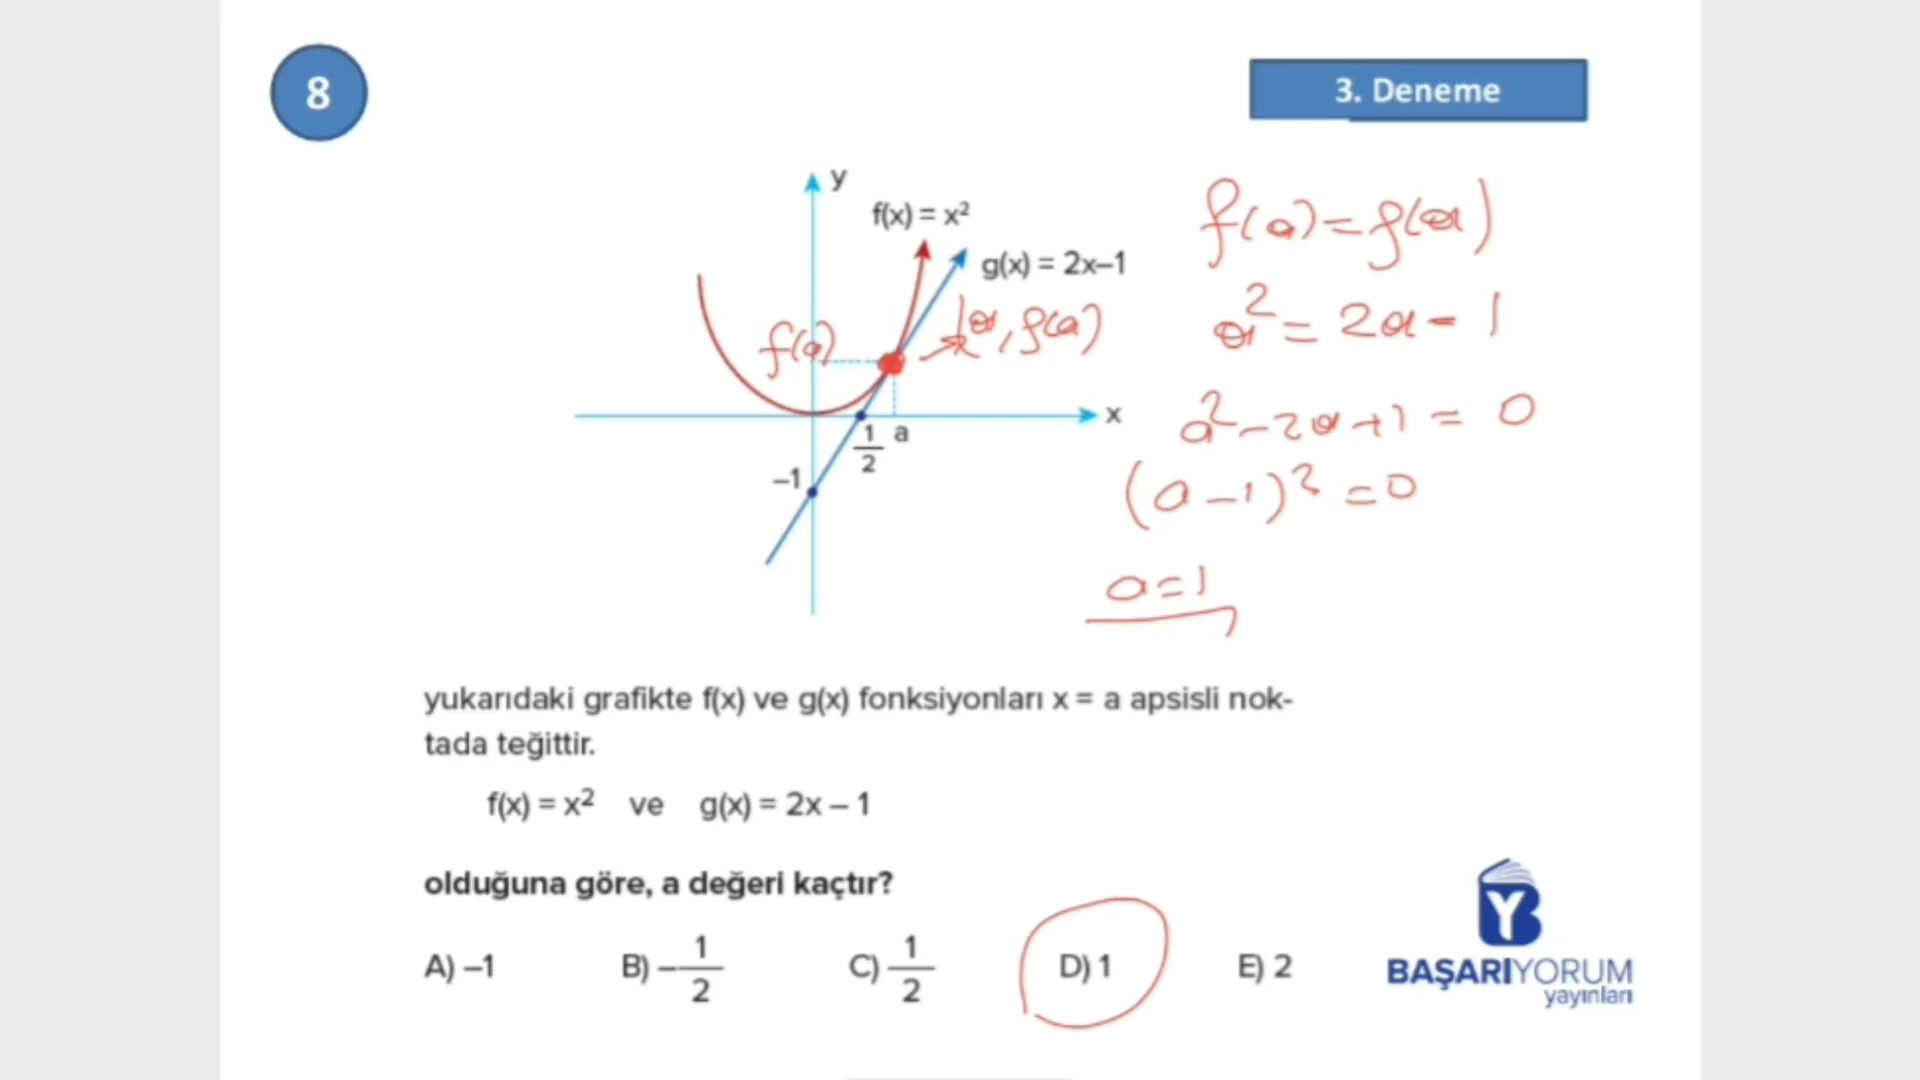 8
3. Deneme
y
f(x) = x²
g(x) = 2x–1
f(a)
(a, f(a))
x
1/2
a
–1
f(a) = g(a)
a² = 2a – 1
a² – 2a + 1 = 0
(a – 1)² = 0
a = 1
yukarıdaki grafikte f(x) ve g(x) fonksiyonları x = a apsisli nok-
tada teğittir.
f(x) = x² ve g(x) = 2x – 1
olduğuna göre, a değeri kaçtır?
A) –1 B) –1/2 C) 1/2 D) 1 E) 2
BAŞARIYORUM
yayınları